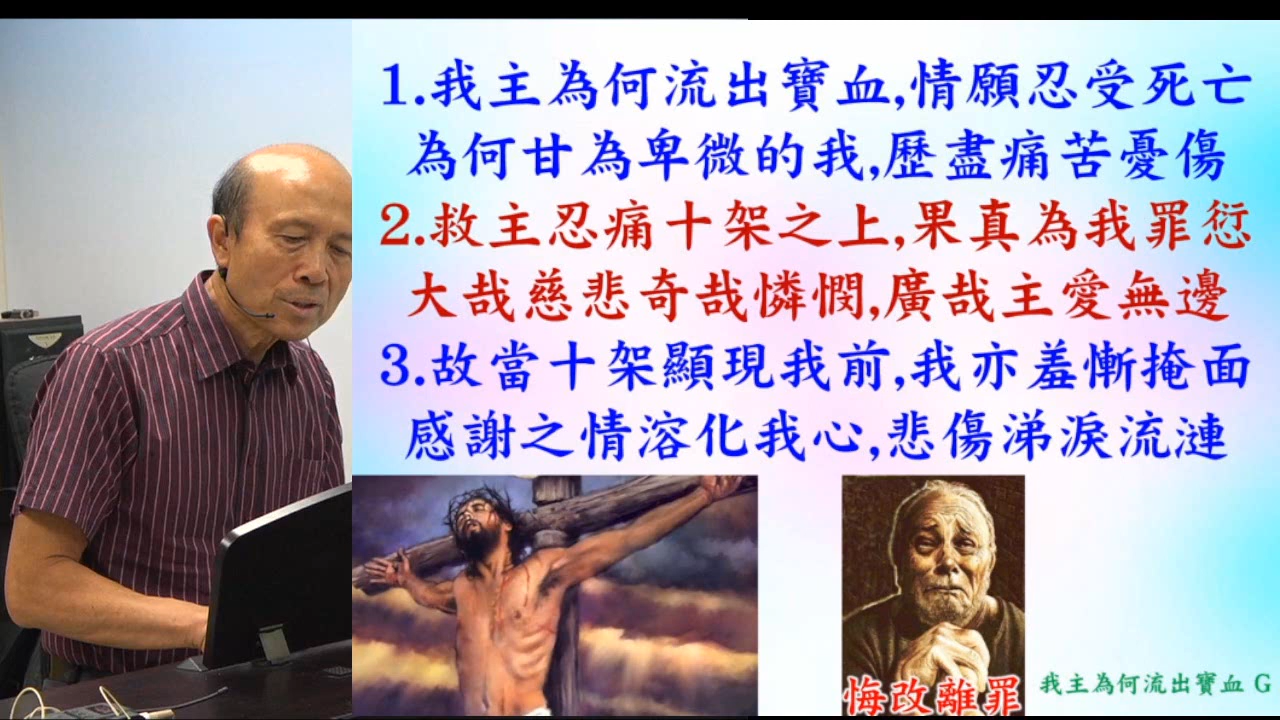 1.我主為何流出寶血,情願忍受死亡
為何甘為卑微的我,歷盡痛苦憂傷
2.救主忍痛十架之上,果真為我罪愆
大哉慈悲奇哉憐憫,廣哉主愛無邊
3.故當十架顯現我前,我亦羞慚掩面
感謝之情溶化我心,悲傷涕淚流漣
悔改離罪
我主為何流出寶血 G